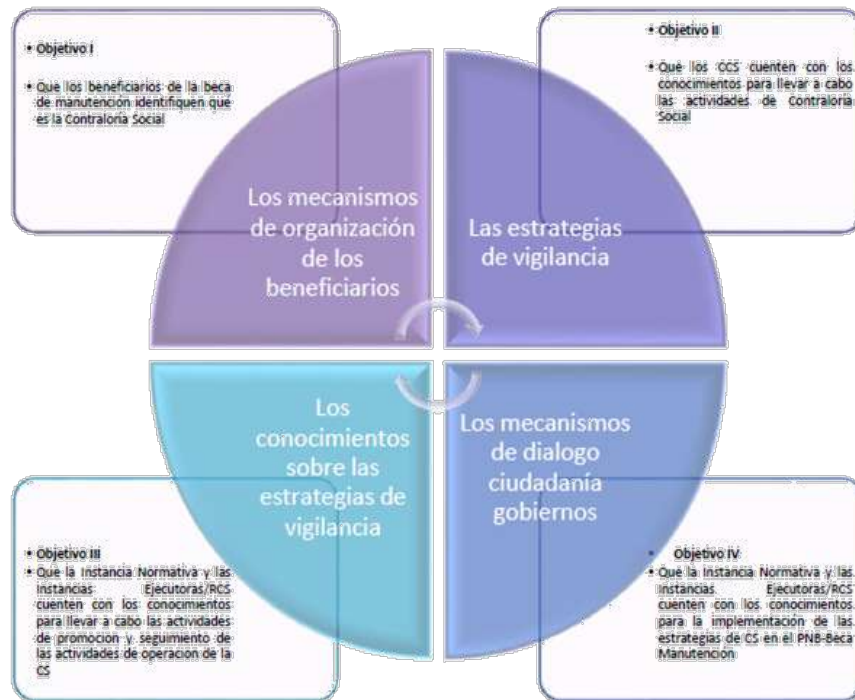 • Objetivo I
• Que los beneficiarios de la beca
de manutención identifiquen que
es la Contraloría Social
• Objetivo II
• Que los CCS cuenten con los
conocimientos para llevar a cabo
las actividades de Contraloría
Social
Los mecanismos
de organización
de los
beneficiarios
Las estrategias
de vigilancia
Los
conocimientos
sobre las
estrategias de
vigilancia
Los mecanismos
de dialogo
ciudadanía
gobiernos
• Objetivo III
• Que la Instancia Normativa y las
Instancias Ejecutoras/RCS
cuenten con los conocimientos
para llevar a cabo las actividades
de promocion y seguimiento de
las actividades de operacion de la
CS
• Objetivo IV
• Que la Instancia Normativa y las
Instancias Ejecutoras/RCS
cuenten con los conocimientos
para la implementación de las
estrategias de CS en el PNB-Beca
Manutención